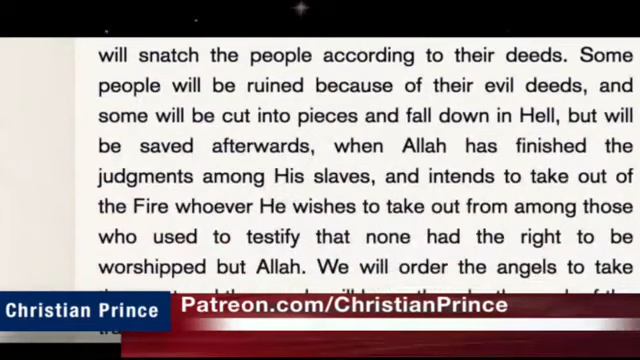 will snatch the people according to their deeds. Some
people will be ruined because of their evil deeds, and
some will be cut into pieces and fall down in Hell, but will
be saved afterwards, when Allah has finished the
judgments among His slaves, and intends to take out of
the Fire whoever He wishes to take out from among those
who used to testify that none had the right to be
worshipped but Allah. We will order the angels to take
Christian Prince
Patreon.com/ChristianPrince